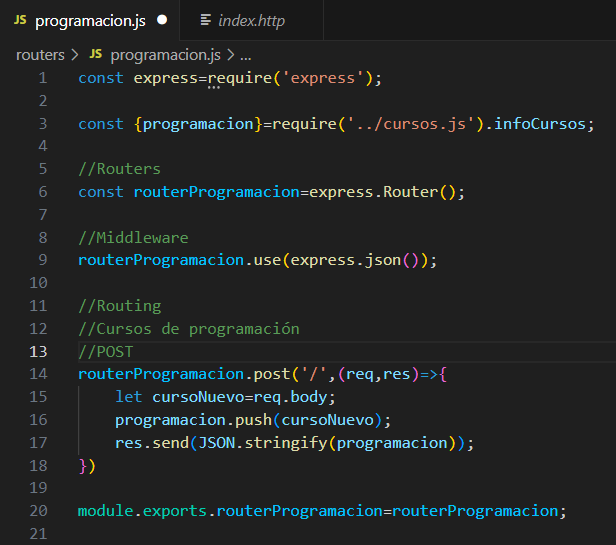 JS programacion.js
index.http
routers > JS programacion.js > ...
1 const express=require('express');
2
3 const {programacion}=require('../cursos.js').infoCursos;
4
5 //Routers
6 const routerProgramacion=express.Router();
7
8 //Middleware
9 routerProgramacion.use(express.json());
10
11 //Routing
12 //Cursos de programación
13 //POST
14 routerProgramacion.post('/',(req,res)=>{
15     let cursoNuevo=req.body;
16     programacion.push(cursoNuevo);
17     res.send(JSON.stringify(programacion));
18 })
19
20 module.exports.routerProgramacion=routerProgramacion;
21